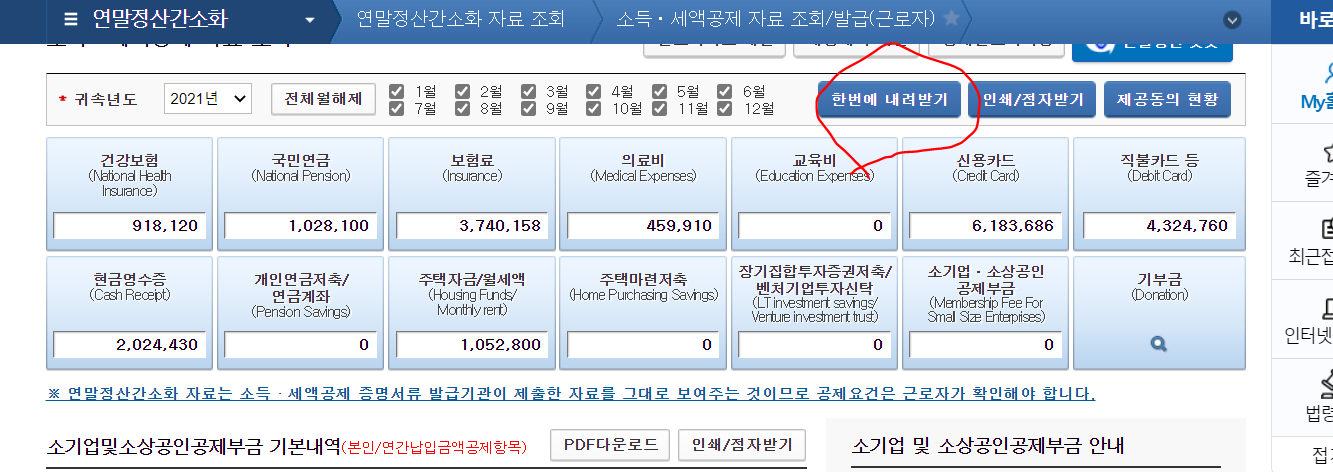 연말정산간소화
연말정산간소화 자료 조회
소득・세액공제 자료 조회/발급(근로자)
바로
* 귀속년도
2021년
전체월해제
1월 2월 3월 4월 5월 6월
7월 8월 9월 10월 11월 12월
한번에 내려받기
인쇄/점자받기
제공동의 현황
건강보험
(National Health
Insurance)
918,120
국민연금
(National Pension)
1,028,100
보험료
(Insurance)
3,740,158
의료비
(Medical Expenses)
459,910
교육비
(Education Expenses)
0
신용카드
(Credit Card)
6,183,686
직불카드 등
(Debit Card)
4,324,760
현금영수증
(Cash Receipt)
2,024,430
개인연금저축/
연금계좌
(Pension Savings)
0
주택자금/월세액
(Housing Funds/
Monthly rent)
1,052,800
주택마련저축
(Home Purchasing Savings)
0
장기집합투자증권저축/
벤처기업투자신탁
(LT investment savings/
Venture investment trust)
0
소기업・소상공인
공제부금
(Membership Fee For
Small Size Enterprises)
0
기부금
(Donation)
※ 연말정산간소화 자료는 소득・세액공제 증명서류 발급기관이 제출한 자료를 그대로 보여주는 것이므로 공제요건은 근로자가 확인해야 합니다.
소기업및소상공인공제부금 기본내역(본인/연간납입금액공제항목)
PDF다운로드
인쇄/점자받기
소기업 및 소상공인공제부금 안내
My홈
즐겨
최근접
인터넷
법령
접